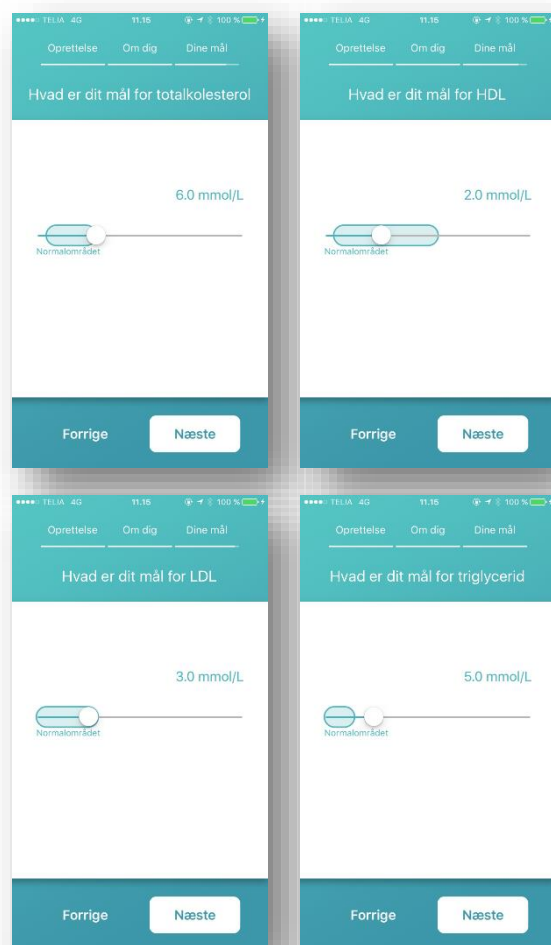 TELIA 4G 11.15 100 %
Oprettelse Om dig Dine mål
Hvad er dit mål for totalkolesterol
6.0 mmol/L
Normalområdet
Forrige Næste
TELIA 4G 11.15 100 %
Oprettelse Om dig Dine mål
Hvad er dit mål for HDL
2.0 mmol/L
Normalområdet
Forrige Næste
TELIA 4G 11.15 100 %
Oprettelse Om dig Dine mål
Hvad er dit mål for LDL
3.0 mmol/L
Normalområdet
Forrige Næste
TELIA 4G 11.15 100 %
Oprettelse Om dig Dine mål
Hvad er dit mål for triglycerid
5.0 mmol/L
Normalområdet
Forrige Næste